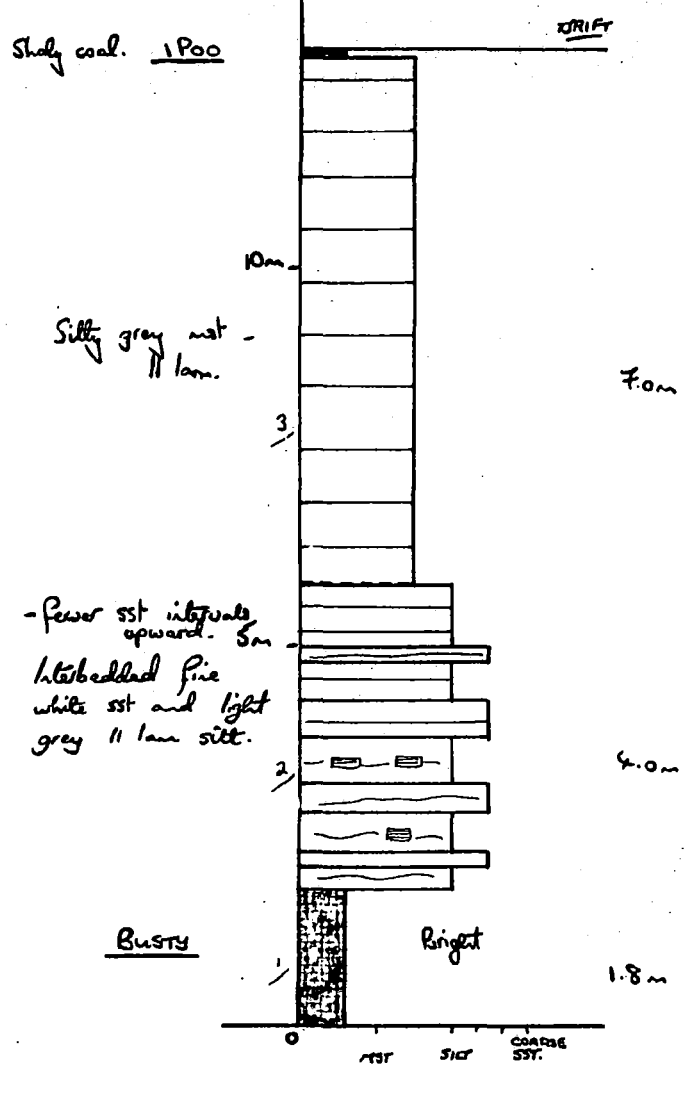 DRIFT
Shaly coal. 1P00
10m
Silty grey mst -
|| lam.
7.0m
3
- fewer sst intervals
upward. 5m
Interbedded fine
white sst and light
grey || lam silt.
2
4.0m
BUSTY
Bright
1
1.8m
0
MST SILT COARSE
SST.